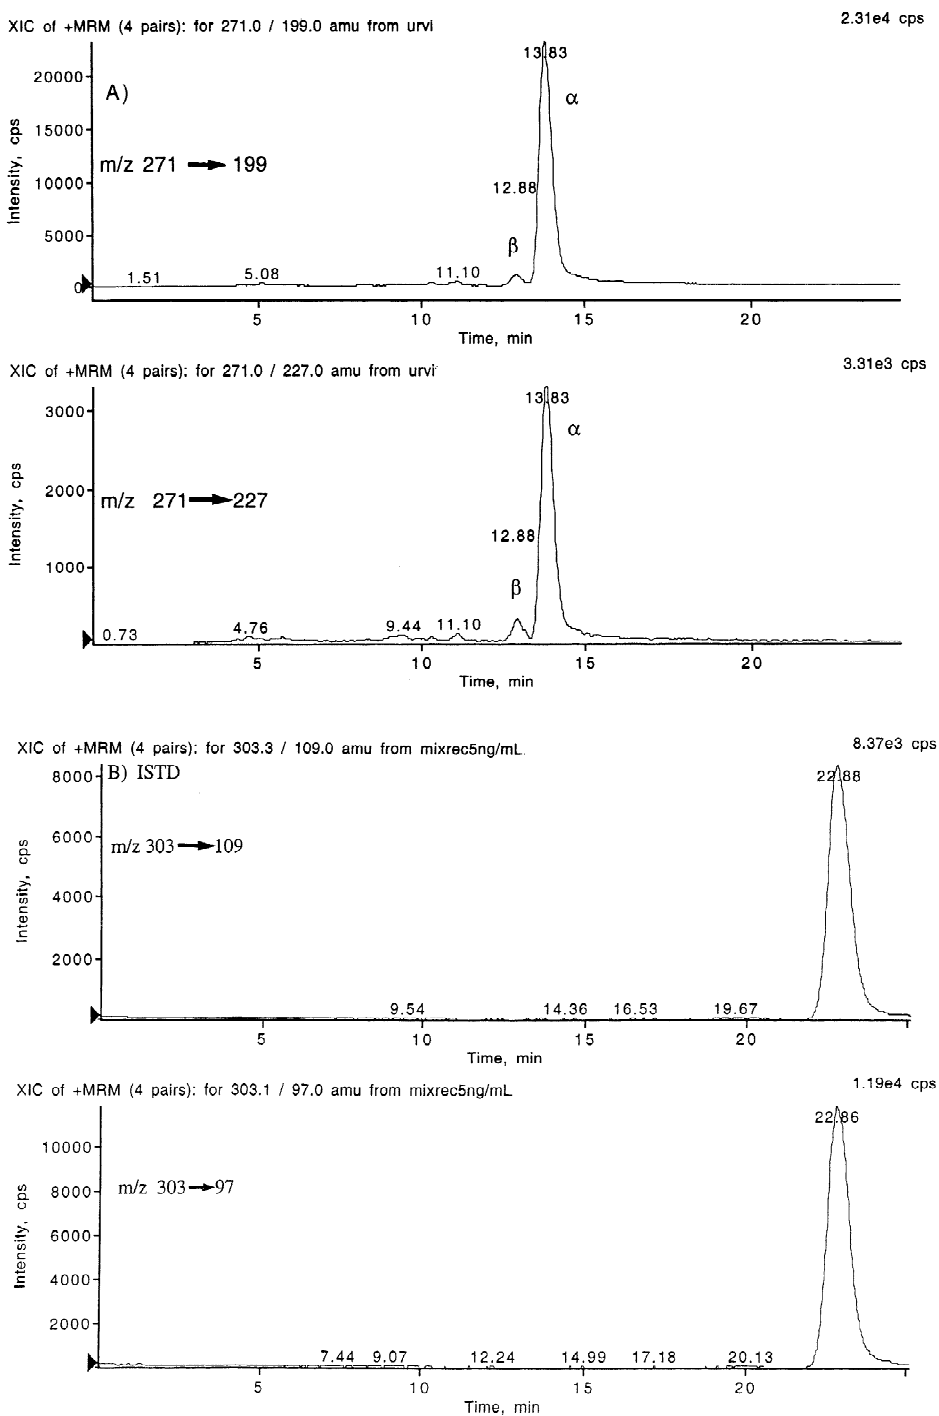 XIC of +MRM (4 pairs): for 271.0 / 199.0 amu from urvi
2.31e4 cps
13.83
20000
A)
α
15000
Intensity, cps
m/z 271 199
10000
12.88
5000
β
1.51
5.08
11.10
0
5 10 15 20
Time, min
XIC of +MRM (4 pairs): for 271.0 / 227.0 amu from urvi
3.31e3 cps
13.83
3000
α
Intensity, cps
2000
m/z 271 227
12.88
1000
β
0.73
4.76
9.44
11.10
5 10 15 20
Time, min
XIC of +MRM (4 pairs): for 303.3 / 109.0 amu from mixrec5ng/mL
8.37e3 cps
8000
B) ISTD
22.88
6000
m/z 303 109
Intensity, cps
4000
2000
9.54
14.36
16.53
19.67
5 10 15 20
Time, min
XIC of +MRM (4 pairs): for 303.1 / 97.0 amu from mixrec5ng/mL
1.19e4 cps
22.86
10000
8000
m/z 303 97
Intensity, cps
6000
4000
2000
7.44
9.07
12.24
14.99
17.18
20.13
5 10 15 20
Time, min